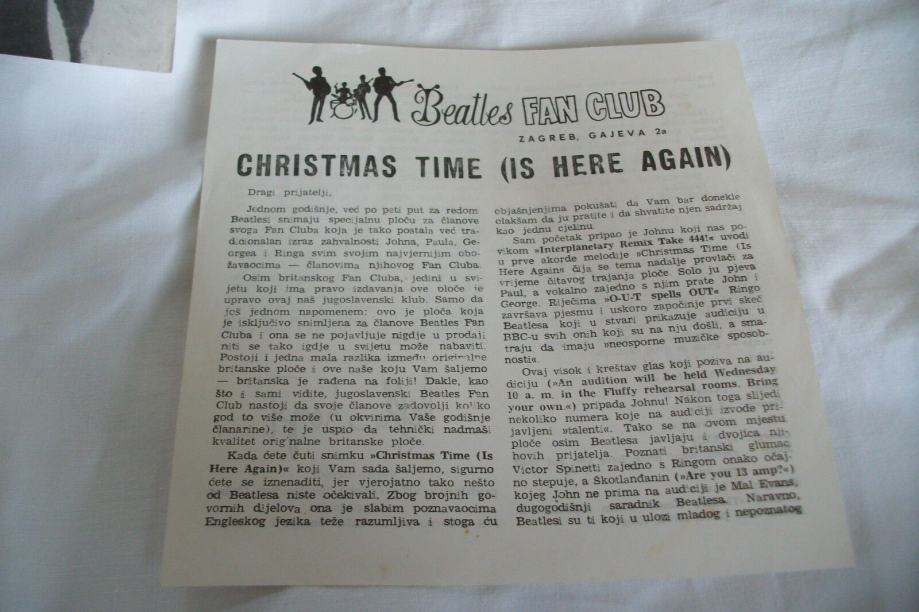 Beatles FAN CLUB
ZAGREB, GAJEVA 2a
CHRISTMAS TIME (IS HERE AGAIN)
Dragi prijatelji,
Jednom godišnje, već po peti put za redom
Beatlesi snimaju specijalnu ploču za članove
svoga Fan Cluba koja je tako postala već tra-
dicionalan izraz zahvalnosti Johna, Paula, Ge-
orgea i Ringa svim svojim najvjernijim obo-
žavaocima — članovima njihovog Fan Cluba.
Osim britanskog Fan Cluba, jedini u svi-
jetu koji ima pravo izdavanja ove ploče je
upravo ovaj naš jugoslavenski klub. Samo da
još jednom napomenem: ovo je ploča koja
je isključivo snimljena za članove Beatles Fan
Cluba i ona se ne pojavljuje nigdje u prodaji
niti se tako igdje u svijetu može nabaviti.
Postoji i jedna mala razlika između originalne
britanske ploče i ove naše koju Vam šaljemo
— britanska je rađena na foliji! Dakle, kao
što i sami vidite, jugoslavenski Beatles Fan
Club nastoji da svoje članove zadovolji koliko
god to više može (u okvirima Vaše godišnje
članarine), te je uspio da tehnički nadmaši
kvalitet originalne britanske ploče.
Kada ćete čuti snimku »Christmas Time (Is
Here Again)« koji Vam sada šaljemo, sigurno
ćete se iznenaditi, jer vjerojatno tako nešto
od Beatlesa niste očekivali. Zbog brojnih go-
vornih dijelova ona je slabim poznavaocima
Engleskog jezika teže razumljiva i stoga ću
objašnjenjima pokušati da Vam bar donekle
olakšam da ju pratite i da shvatite njen sadržaj
kao jednu cjelinu.
Sam početak pripao je Johnu koji nas po-
vikom »Interplanetary Remix Take 444!« uvodi
u prve akorde melodije »Christmas Time (Is
Here Again« čija se tema nadalje provlači za
vrijeme čitavog trajanja ploče. Solo ju pjeva
Paul, a vokalno zajedno s njim prate John i
George. Riječima »O-U-T spells OUT« Ringo
završava pjesmu i uskoro započinje prvi skeč
Beatlesa koji u stvari prikazuje audiciju u
BBC-u svih onih koji su na nju došli, a sma-
traju da imaju »neosporne muzičke sposob-
nosti«.
Ovaj visok i kreštav glas koji poziva na au-
diciju (»An audition will be held Wednesday
10 a. m. in the Fluffy rehearsal rooms. Bring
your own.«) pripada Johnu! Nakon toga slijedi
nekoliko numera koje na audiciji izvode pri-
javljeni »talenti«. Tako se na ovom mjestu
ploče osim Beatlesa javljaju i dvojica nji-
hovih prijatelja. Poznati britanski glumac
Victor Spinetti zajedno s Ringom onako očaj-
no stepuje, a Škotlanđanin (»Are you 13 amp?«)
kojeg John ne prima na audiciji je Mal Evans,
dugogodišnji saradnik Beatlesa. Naravno,
Beatlesi su ti koji u ulozi mladog i nepoznatog